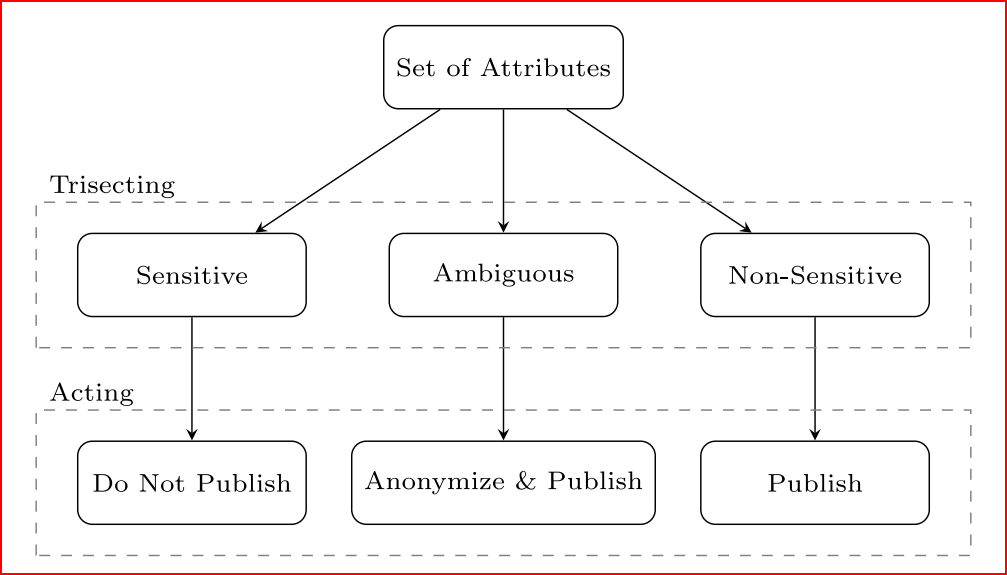 Set of Attributes
Trisecting
Sensitive
Ambiguous
Non-Sensitive
Acting
Do Not Publish
Anonymize & Publish
Publish